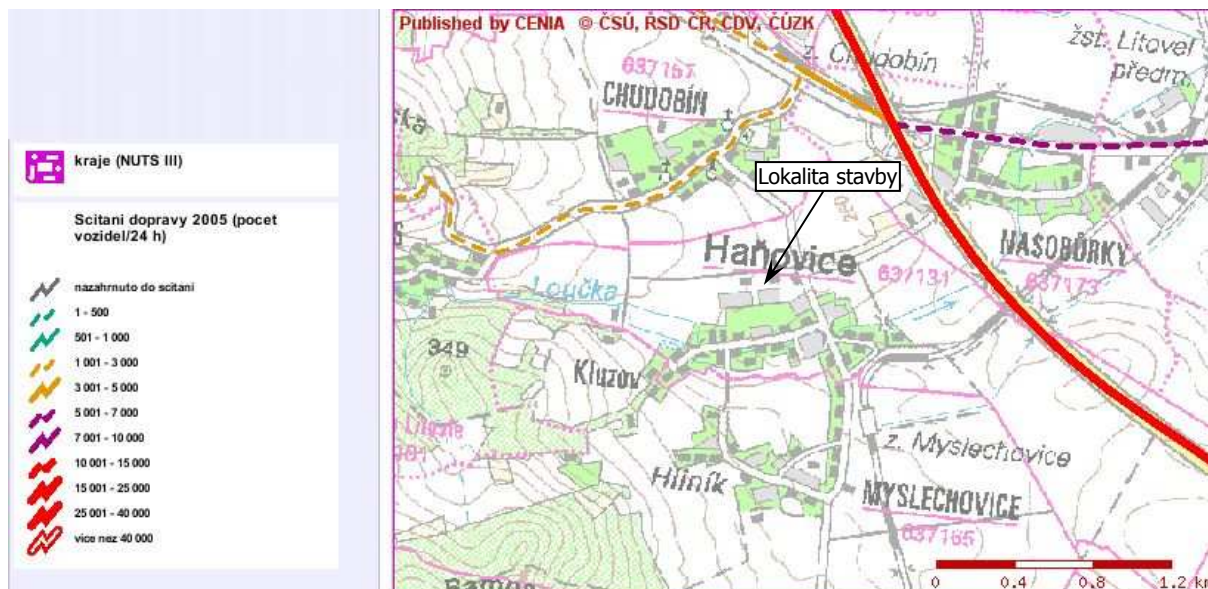 kraje (NUTS III)
Scitani dopravy 2005 (pocet
vozidel/24 h)
nazahrnuto do scitani
1 - 500
501 - 1 000
1 001 - 3 000
3 001 - 5 000
5 001 - 7 000
7 001 - 10 000
10 001 - 15 000
15 001 - 25 000
25 001 - 40 000
vice nez 40 000
Published by CENIA © ČSÚ, ŘSD ČR, CDV, ČÚZK
z. Chudobín
žst. Litovel
předm.
637157
CHUDOBÍN
Lokalita stavby
220
Haňovice
NASOBŮRKY
637131
637173
Loučka
349
Kluzov
z. Myslechovice
Hliník
MYSLECHOVICE
637165
0 0.4 0.8 1.2 km